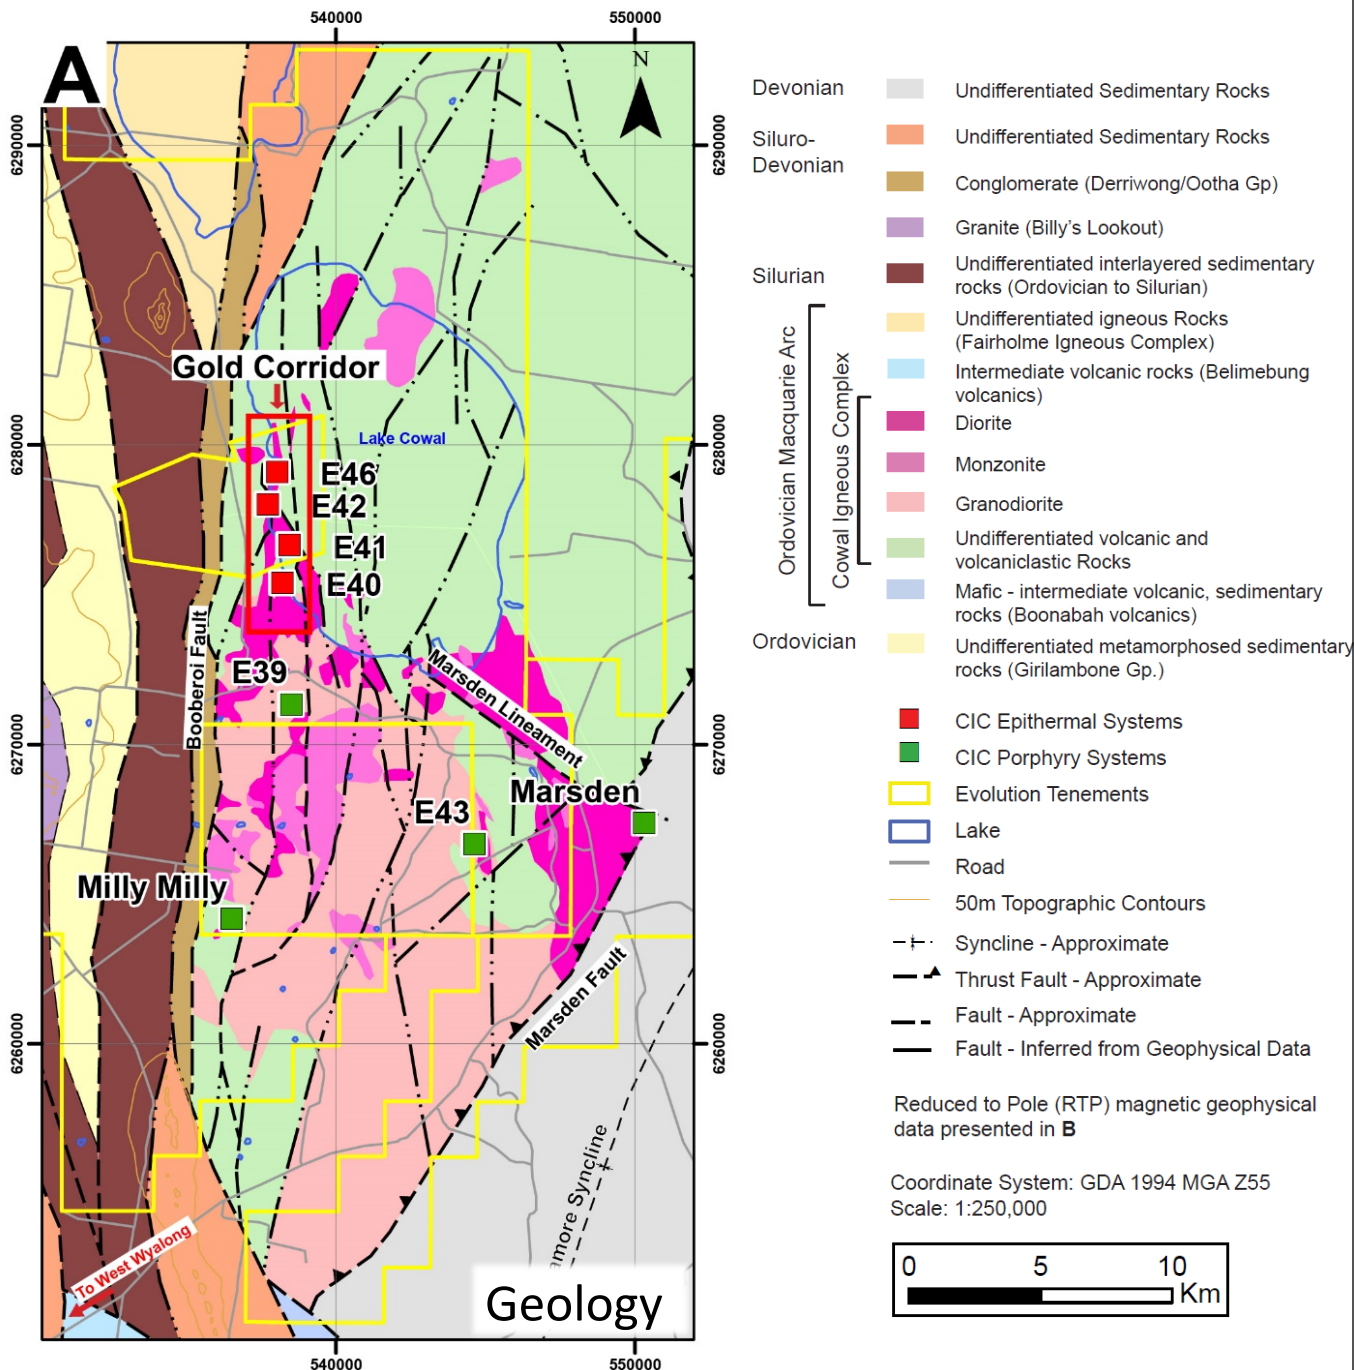 540000
550000
A
N
6290000
6290000
Gold Corridor
Lake Cowal
6280000
6280000
E46
E42
E41
E40
Booberoi Fault
E39
Marsden Lineament
6270000
6270000
Marsden
E43
Milly Milly
Marsden Fault
6260000
6260000
amore Syncline
To West Wyalong
Geology
540000
550000
Devonian
Undifferentiated Sedimentary Rocks
Siluro-
Devonian
Undifferentiated Sedimentary Rocks
Conglomerate (Derriwong/Ootha Gp)
Granite (Billy's Lookout)
Silurian
Undifferentiated interlayered sedimentary
rocks (Ordovician to Silurian)
Ordovician Macquarie Arc
Cowal Igneous Complex
Undifferentiated igneous Rocks
(Fairholme Igneous Complex)
Intermediate volcanic rocks (Belimebung
volcanics)
Diorite
Monzonite
Granodiorite
Undifferentiated volcanic and
volcaniclastic Rocks
Mafic - intermediate volcanic, sedimentary
rocks (Boonabah volcanics)
Ordovician
Undifferentiated metamorphosed sedimentary
rocks (Girilambone Gp.)
CIC Epithermal Systems
CIC Porphyry Systems
Evolution Tenements
Lake
Road
50m Topographic Contours
Syncline - Approximate
Thrust Fault - Approximate
Fault - Approximate
Fault - Inferred from Geophysical Data
Reduced to Pole (RTP) magnetic geophysical
data presented in B
Coordinate System: GDA 1994 MGA Z55
Scale: 1:250,000
0 5 10
Km